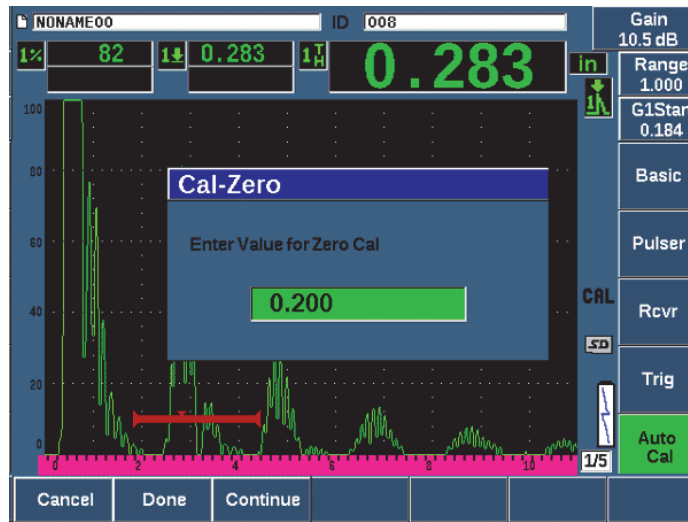 NONAME00 ID 008
Gain
10.5 dB
1% 82 1 0.283 1 T H 0.283 in
Range
1.000
G1Star
0.184
Basic
Pulser
Rcvr
Trig
Auto
Cal
100
80
60
40
20
0
Cal-Zero
Enter Value for Zero Cal
0.200
CAL
SD
1/5
0 2 4 6 8 10
Cancel Done Continue